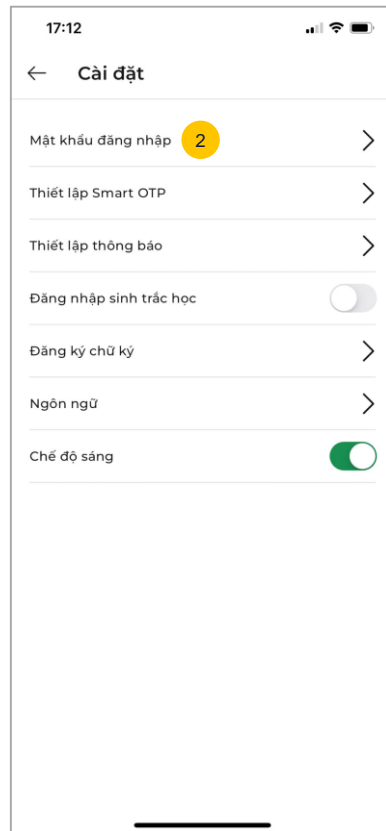 17:12
Cài đặt
Mật khẩu đăng nhập 2
Thiết lập Smart OTP
Thiết lập thông báo
Đăng nhập sinh trắc học
Đăng ký chữ ký
Ngôn ngữ
Chế độ sáng